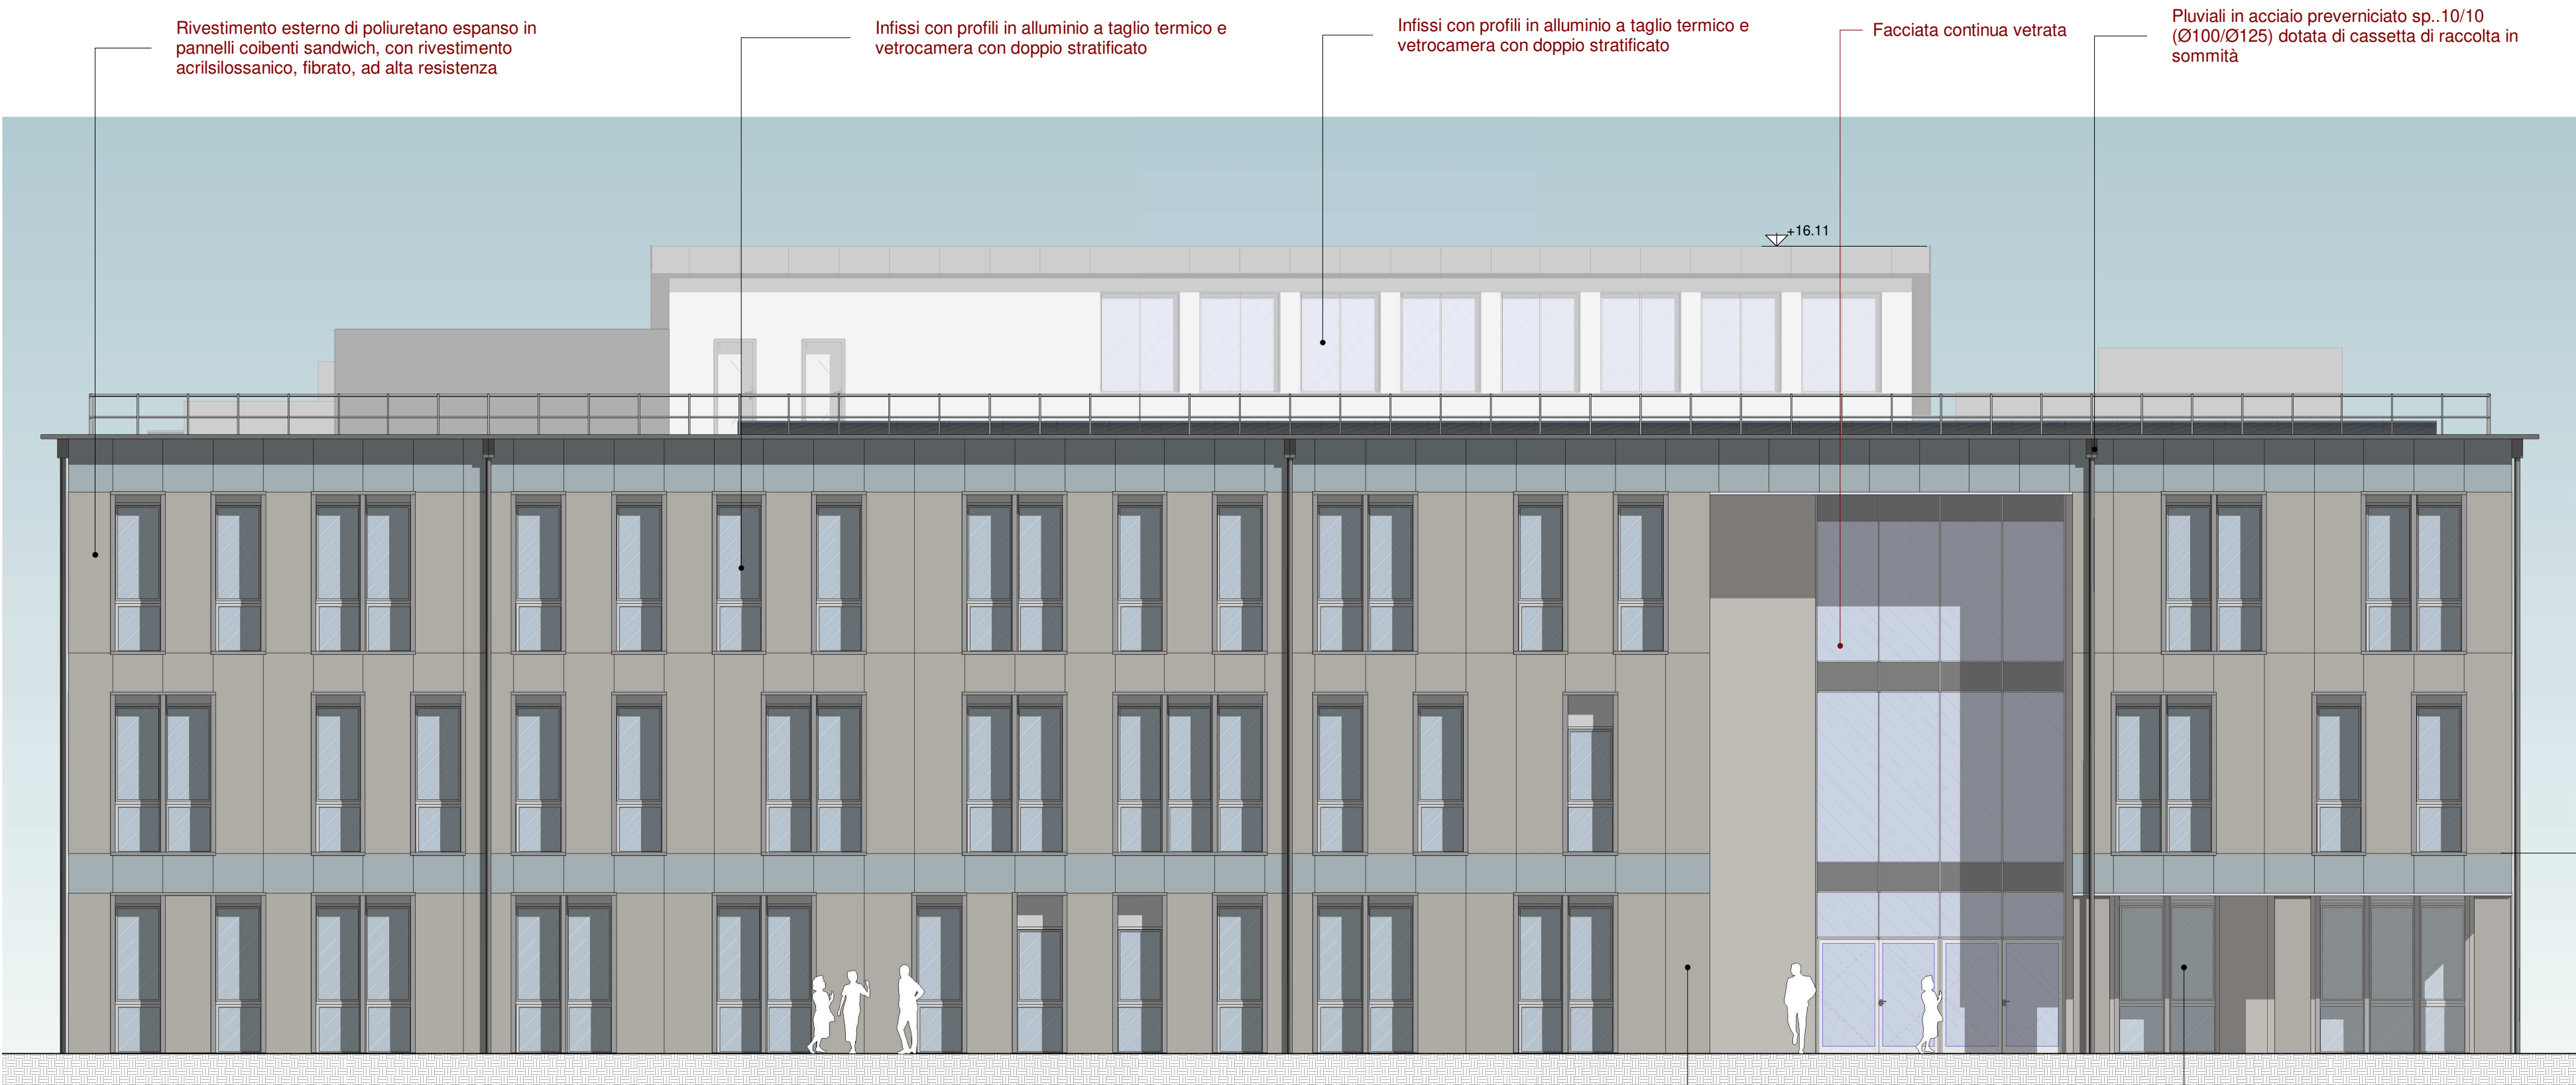 Rivestimento esterno di poliuretano espanso in
pannelli coibenti sandwich, con rivestimento
acrilsilossanico, fibrato, ad alta resistenza
Infissi con profili in alluminio a taglio termico e
vetrocamera con doppio stratificato
Infissi con profili in alluminio a taglio termico e
vetrocamera con doppio stratificato
Facciata continua vetrata
Pluviali in acciaio preverniciato sp..10/10
(Ø100/Ø125) dotata di cassetta di raccolta in
sommità
+16.11